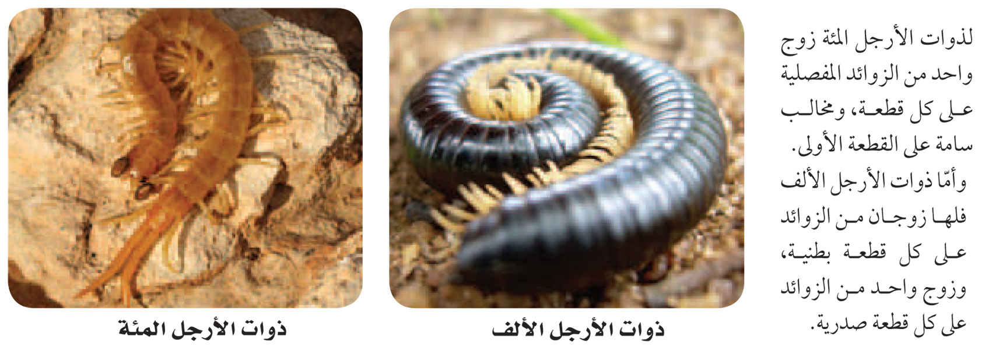 لذوات الأرجل المئة زوج
واحد من الزوائد المفصلية
على كل قطعة، ومخالب
سامة على القطعة الأولى.
وأمّا ذوات الأرجل الألف
فلها زوجان من الزوائد
على كل قطعة بطنية،
وزوج واحد من الزوائد
على كل قطعة صدرية.
ذوات الأرجل الألف
ذوات الأرجل المئة